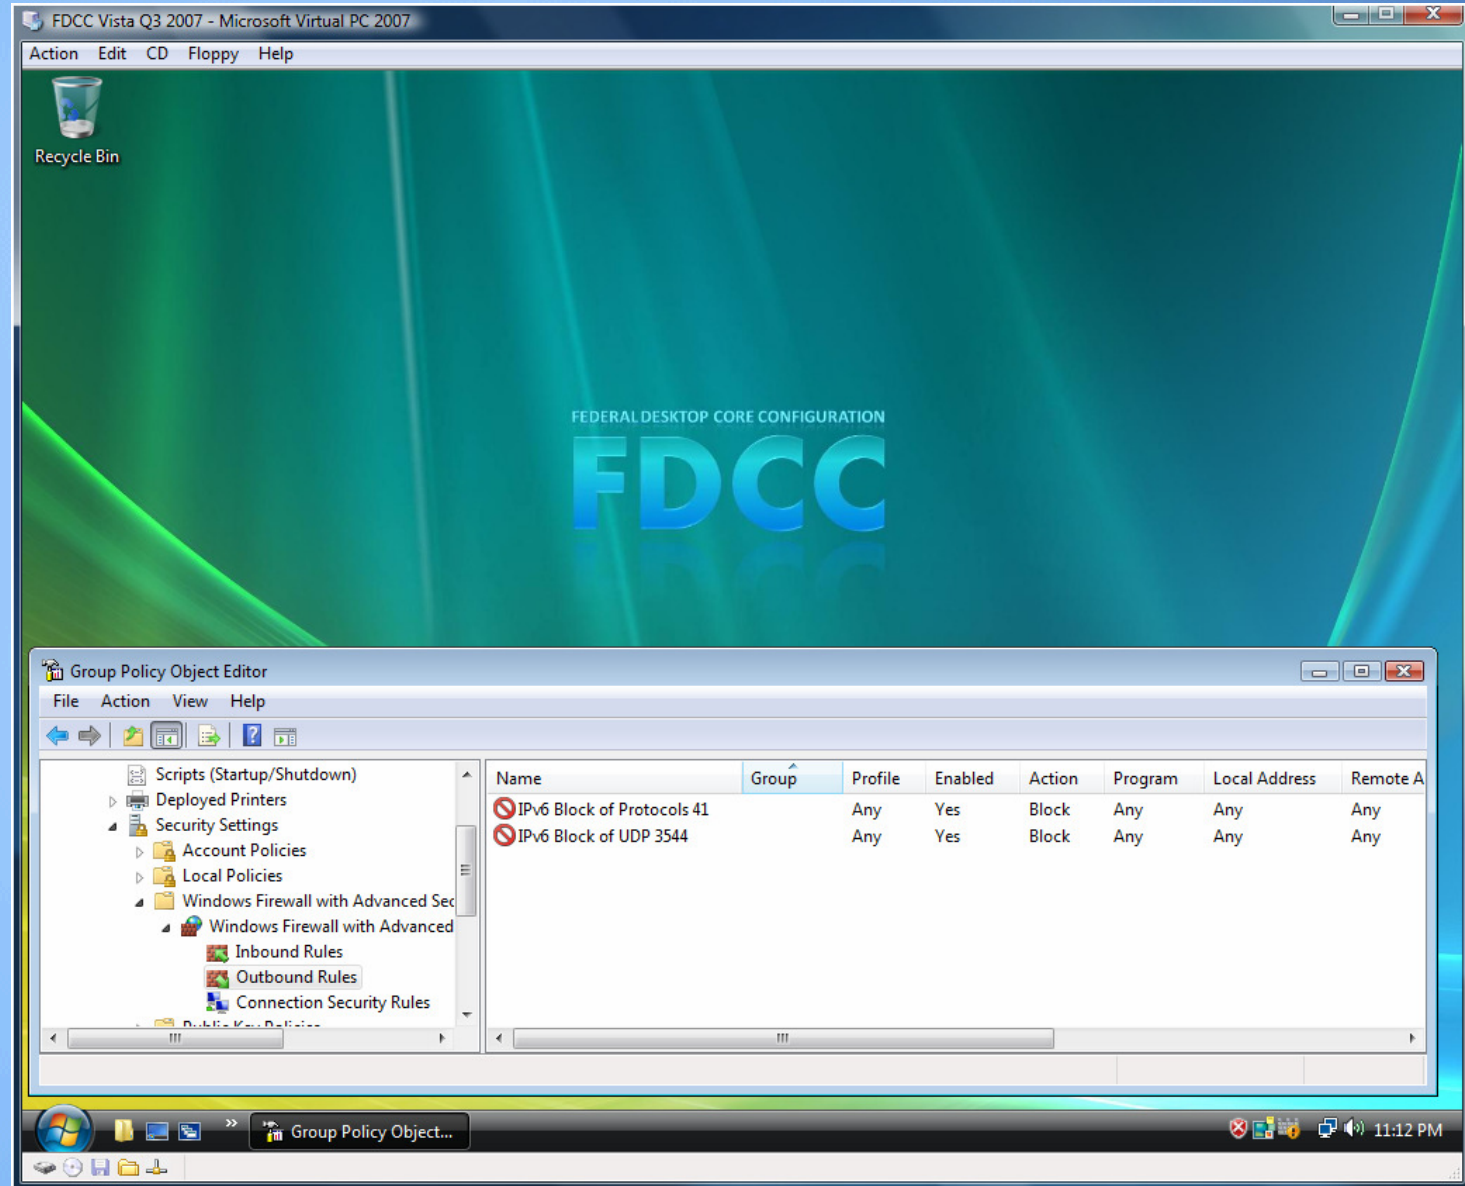 FDCC Vista Q3 2007 - Microsoft Virtual PC 2007
Action Edit CD Floppy Help
Recycle Bin
FEDERAL DESKTOP CORE CONFIGURATION
FDCC
Group Policy Object Editor
File Action View Help
Scripts (Startup/Shutdown)
Deployed Printers
Security Settings
Account Policies
Local Policies
Windows Firewall with Advanced Sec
Windows Firewall with Advanced
Inbound Rules
Outbound Rules
Connection Security Rules
Public Key Policies
Name Group Profile Enabled Action Program Local Address Remote A
IPv6 Block of Protocols 41 Any Yes Block Any Any Any
IPv6 Block of UDP 3544 Any Yes Block Any Any Any
Group Policy Object...
11:12 PM